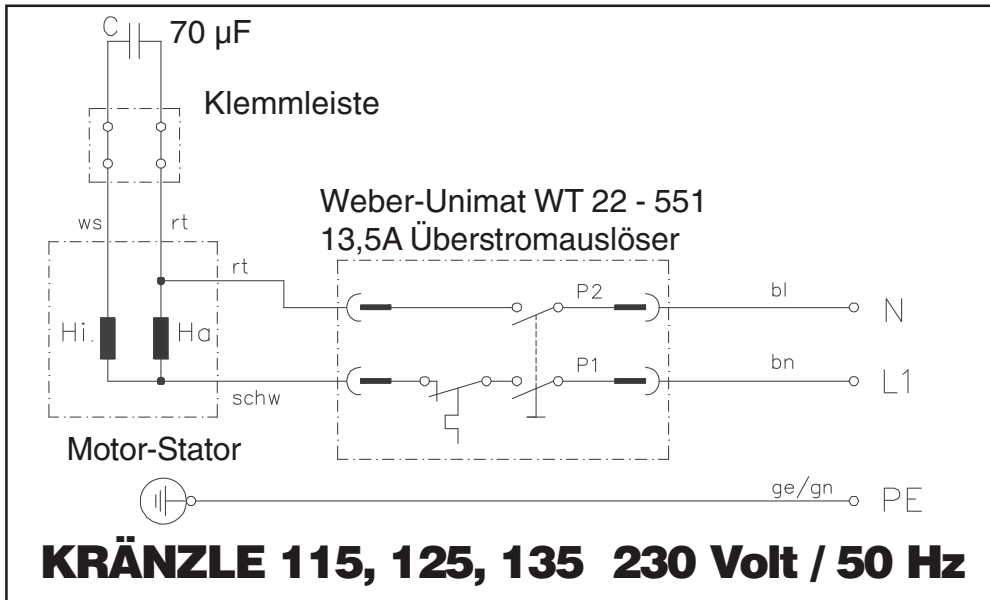 C 70 µF
Klemmleiste
Weber-Unimat WT 22 - 551
13,5A Überstromauslöser
ws rt
rt
P2 bl N
Hi. Ha
P1 bn L1
schw
Motor-Stator
ge/gn PE
KRÄNZLE 115, 125, 135 230 Volt / 50 Hz